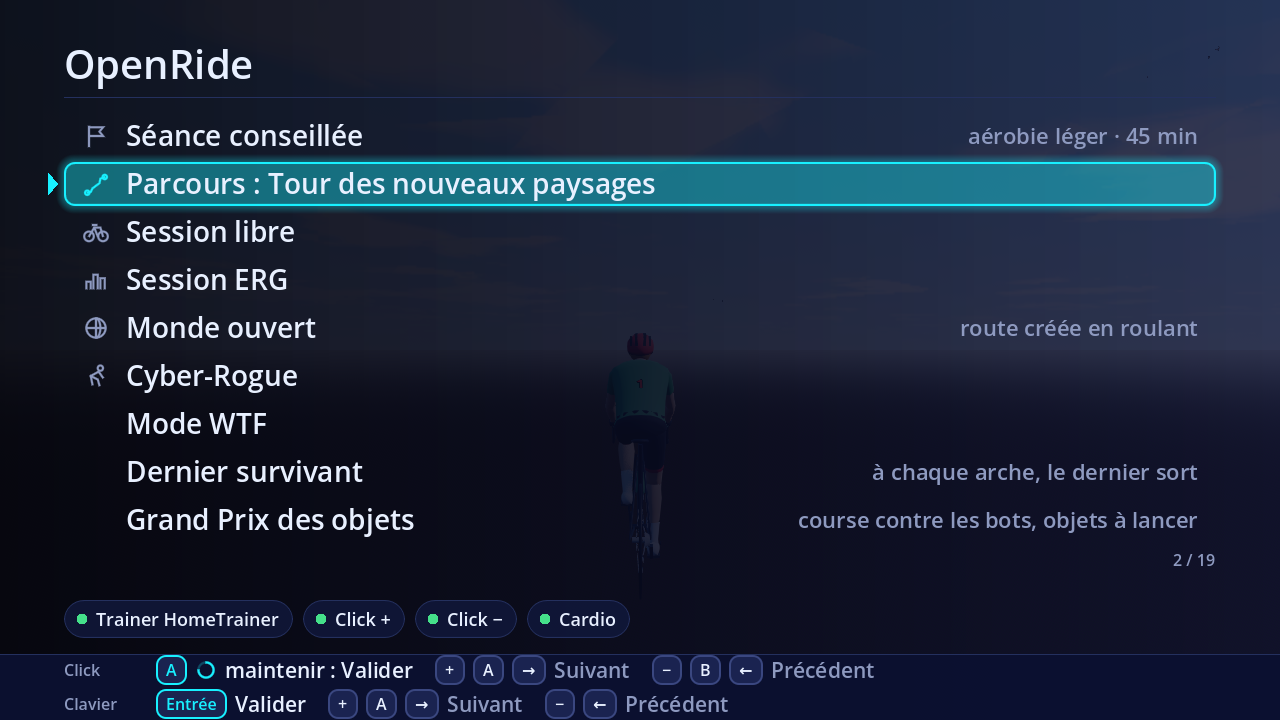 OpenRide
Séance conseillée aérobie léger · 45 min
Parcours : Tour des nouveaux paysages
Session libre
Session ERG
Monde ouvert route créée en roulant
Cyber-Rogue
Mode WTF
Dernier survivant à chaque arche, le dernier sort
Grand Prix des objets course contre les bots, objets à lancer
2 / 19
Trainer HomeTrainer Click + Click − Cardio
Click A maintenir : Valider + A → Suivant − B ← Précédent
Clavier Entrée Valider + A → Suivant − ← Précédent